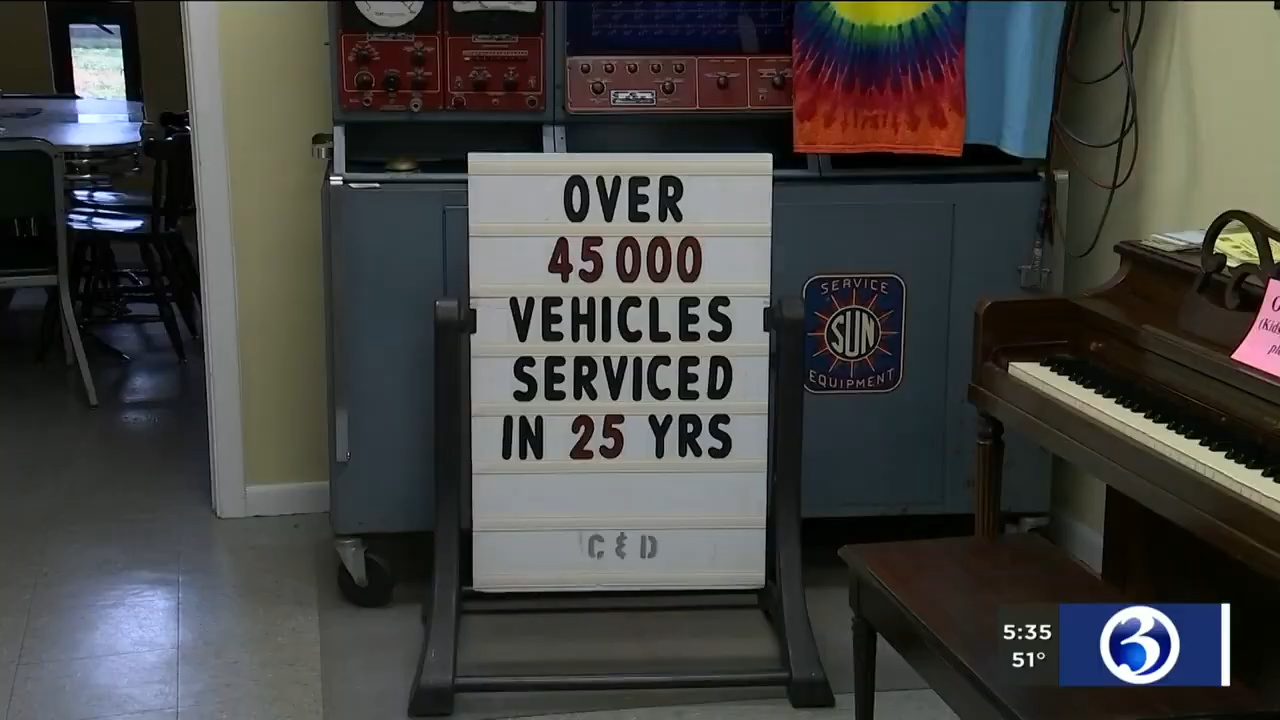 OVER
45000
VEHICLES
SERVICED
IN 25 YRS
C & D
SERVICE
SUN
EQUIPMENT
5:35
51°
3